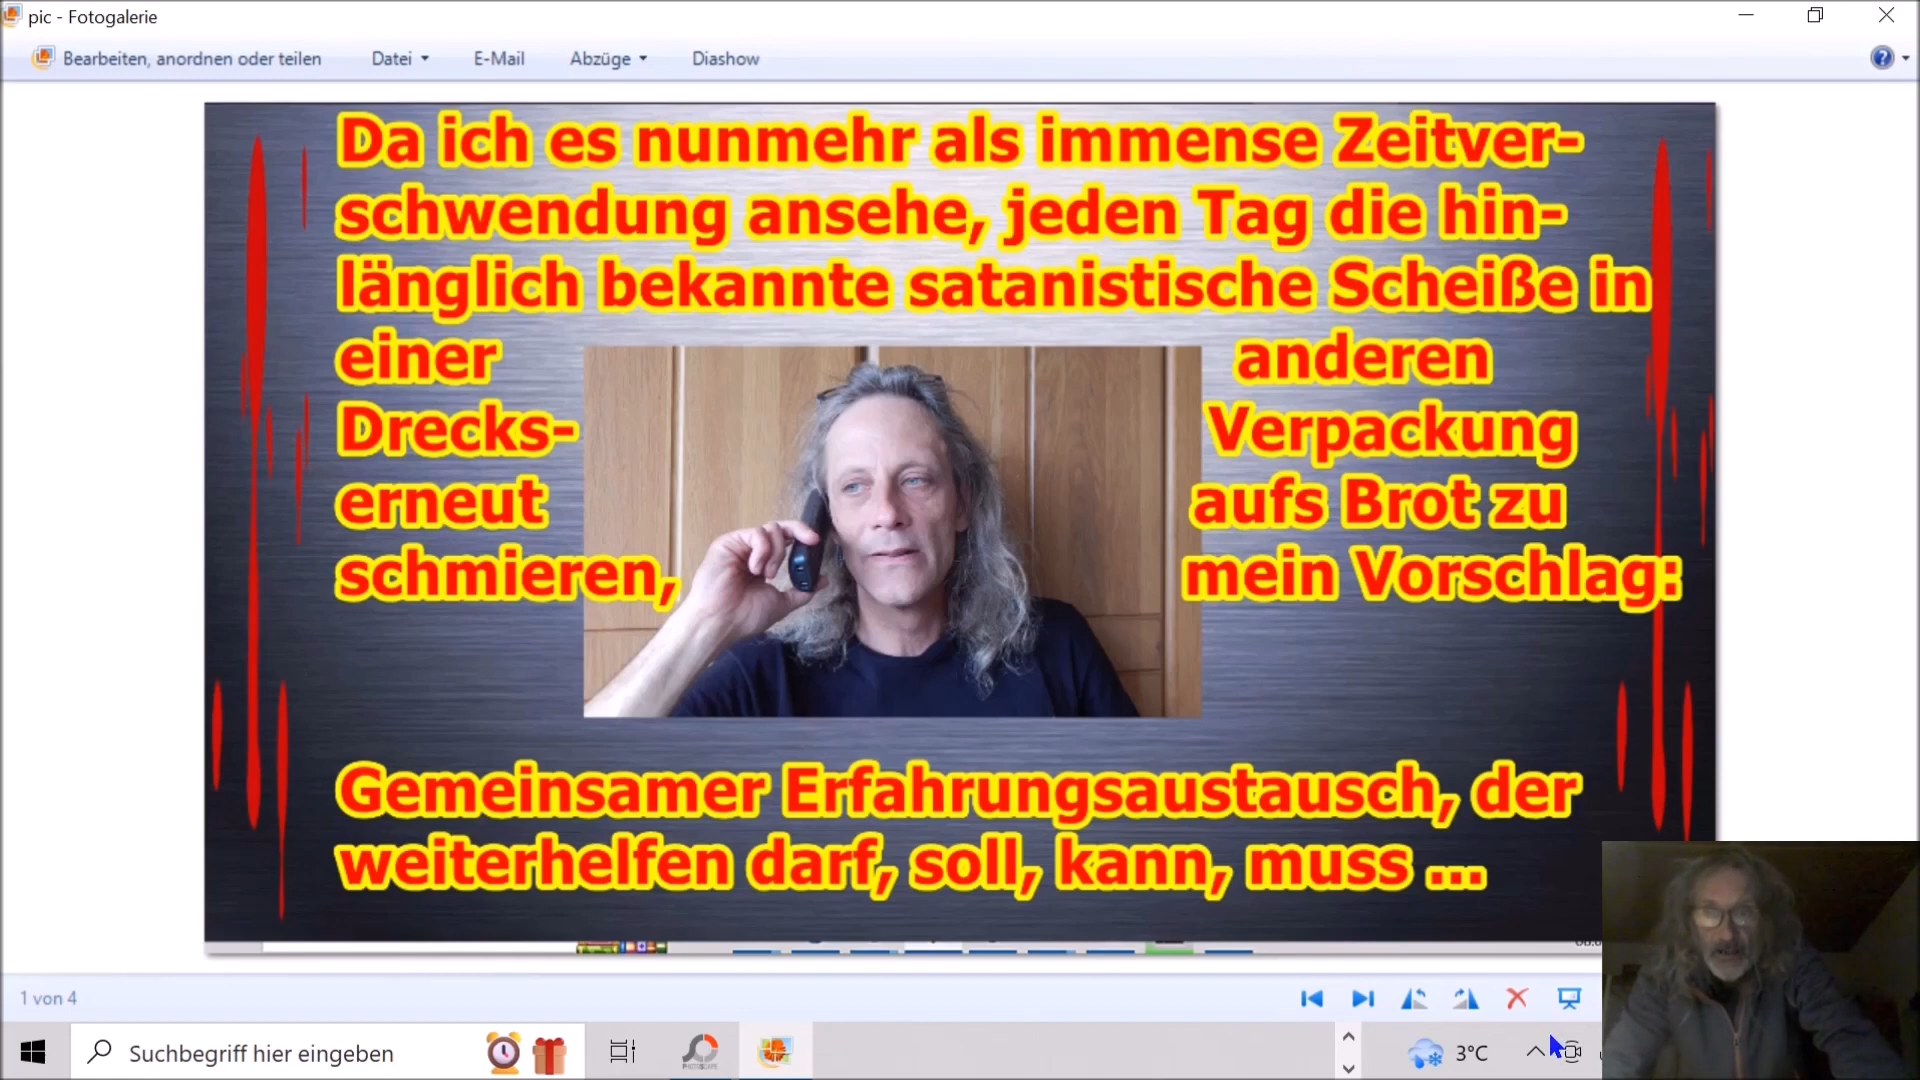 pic - Fotogalerie
Bearbeiten, anordnen oder teilen Datei E-Mail Abzüge Diashow
Da ich es nunmehr als immense Zeitver-
schwendung ansehe, jeden Tag die hin-
länglich bekannte satanistische Scheiße in
einer anderen
Drecks- Verpackung
erneut aufs Brot zu
schmieren, mein Vorschlag:
Gemeinsamer Erfahrungsaustausch, der
weiterhelfen darf, soll, kann, muss ...
1 von 4
Suchbegriff hier eingeben 3°C